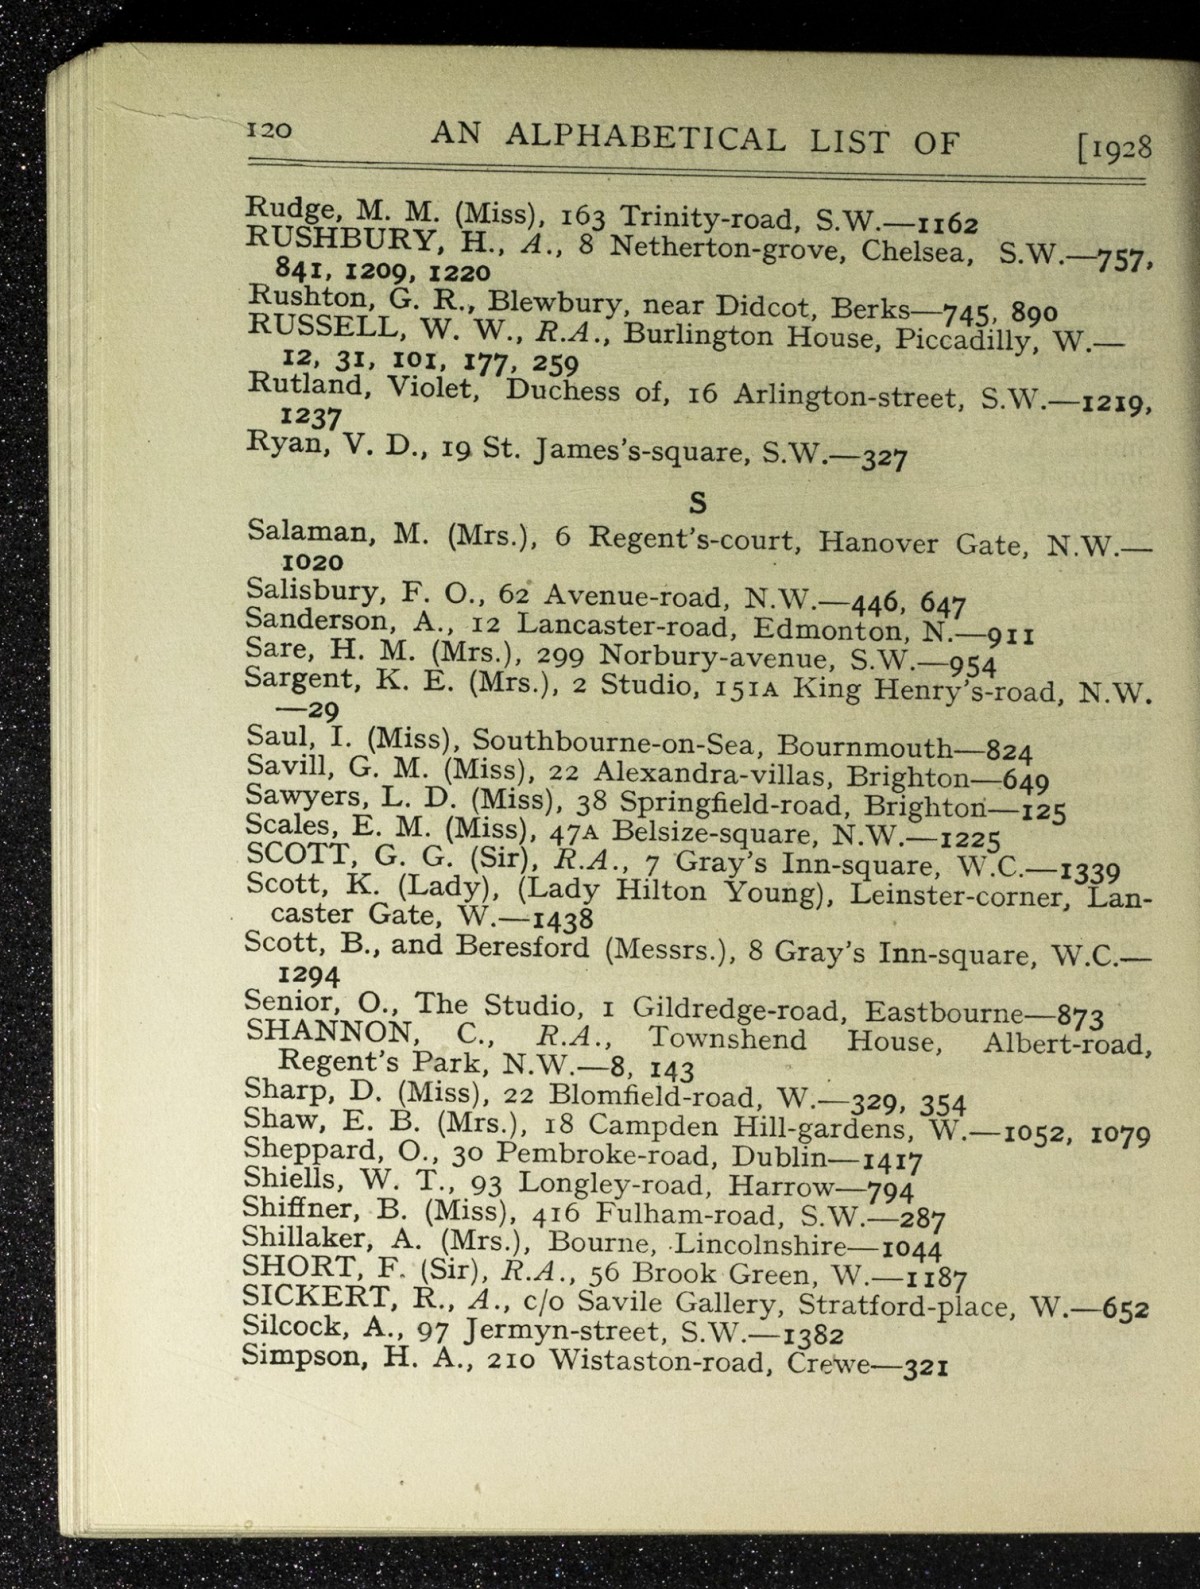 120
AN ALPHABETICAL LIST OF
[1928
Rudge, M. M. (Miss), 163 Trinity-road, S.W.—1162
RUSHBURY, H., A., 8 Netherton-grove, Chelsea, S.W.—757,
841, 1209, 1220
Rushton, G. R., Blewbury, near Didcot, Berks—745, 890
RUSSELL, W. W., R.A., Burlington House, Piccadilly, W.—
12, 31, 101, 177, 259
Rutland, Violet, Duchess of, 16 Arlington-street, S.W.—1219,
1237
Ryan, V. D., 19 St. James's-square, S.W.—327
S
Salaman, M. (Mrs.), 6 Regent's-court, Hanover Gate, N.W.—
1020
Salisbury, F. O., 62 Avenue-road, N.W.—446, 647
Sanderson, A., 12 Lancaster-road, Edmonton, N.—911
Sare, H. M. (Mrs.), 299 Norbury-avenue, S.W.—954
Sargent, K. E. (Mrs.), 2 Studio, 151A King Henry's-road, N.W.
—29
Saul, I. (Miss), Southbourne-on-Sea, Bournmouth—824
Savill, G. M. (Miss), 22 Alexandra-villas, Brighton—649
Sawyers, L. D. (Miss), 38 Springfield-road, Brighton—125
Scales, E. M. (Miss), 47A Belsize-square, N.W.—1225
SCOTT, G. G. (Sir), R.A., 7 Gray's Inn-square, W.C.—1339
Scott, K. (Lady), (Lady Hilton Young), Leinster-corner, Lan-
caster Gate, W.—1438
Scott, B., and Beresford (Messrs.), 8 Gray's Inn-square, W.C.—
1294
Senior, O., The Studio, 1 Gildredge-road, Eastbourne—873
SHANNON, C., R.A., Townshend House, Albert-road,
Regent's Park, N.W.—8, 143
Sharp, D. (Miss), 22 Blomfield-road, W.—329, 354
Shaw, E. B. (Mrs.), 18 Campden Hill-gardens, W.—1052, 1079
Sheppard, O., 30 Pembroke-road, Dublin—1417
Shiells, W. T., 93 Longley-road, Harrow—794
Shiffner, B. (Miss), 416 Fulham-road, S.W.—287
Shillaker, A. (Mrs.), Bourne, Lincolnshire—1044
SHORT, F. (Sir), R.A., 56 Brook Green, W.—1187
SICKERT, R., A., c/o Savile Gallery, Stratford-place, W.—652
Silcock, A., 97 Jermyn-street, S.W.—1382
Simpson, H. A., 210 Wistaston-road, Crewe—321